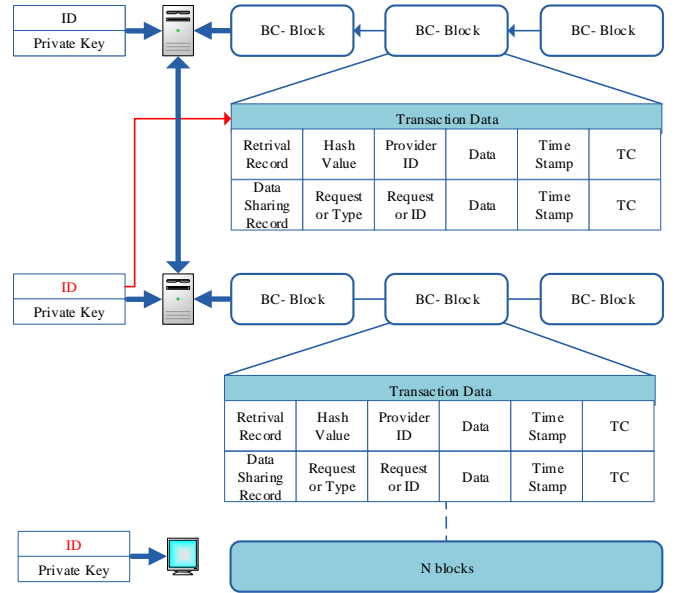 ID
Private Key
BC- Block
BC- Block
BC- Block
Transaction Data
Retrival
Record
Hash
Value
Provider
ID
Data
Time
Stamp
TC
Data
Sharing
Record
Request
or Type
Request
or ID
Data
Time
Stamp
TC
ID
Private Key
BC- Block
BC- Block
BC- Block
Transaction Data
Retrival
Record
Hash
Value
Provider
ID
Data
Time
Stamp
TC
Data
Sharing
Record
Request
or Type
Request
or ID
Data
Time
Stamp
TC
ID
Private Key
N blocks